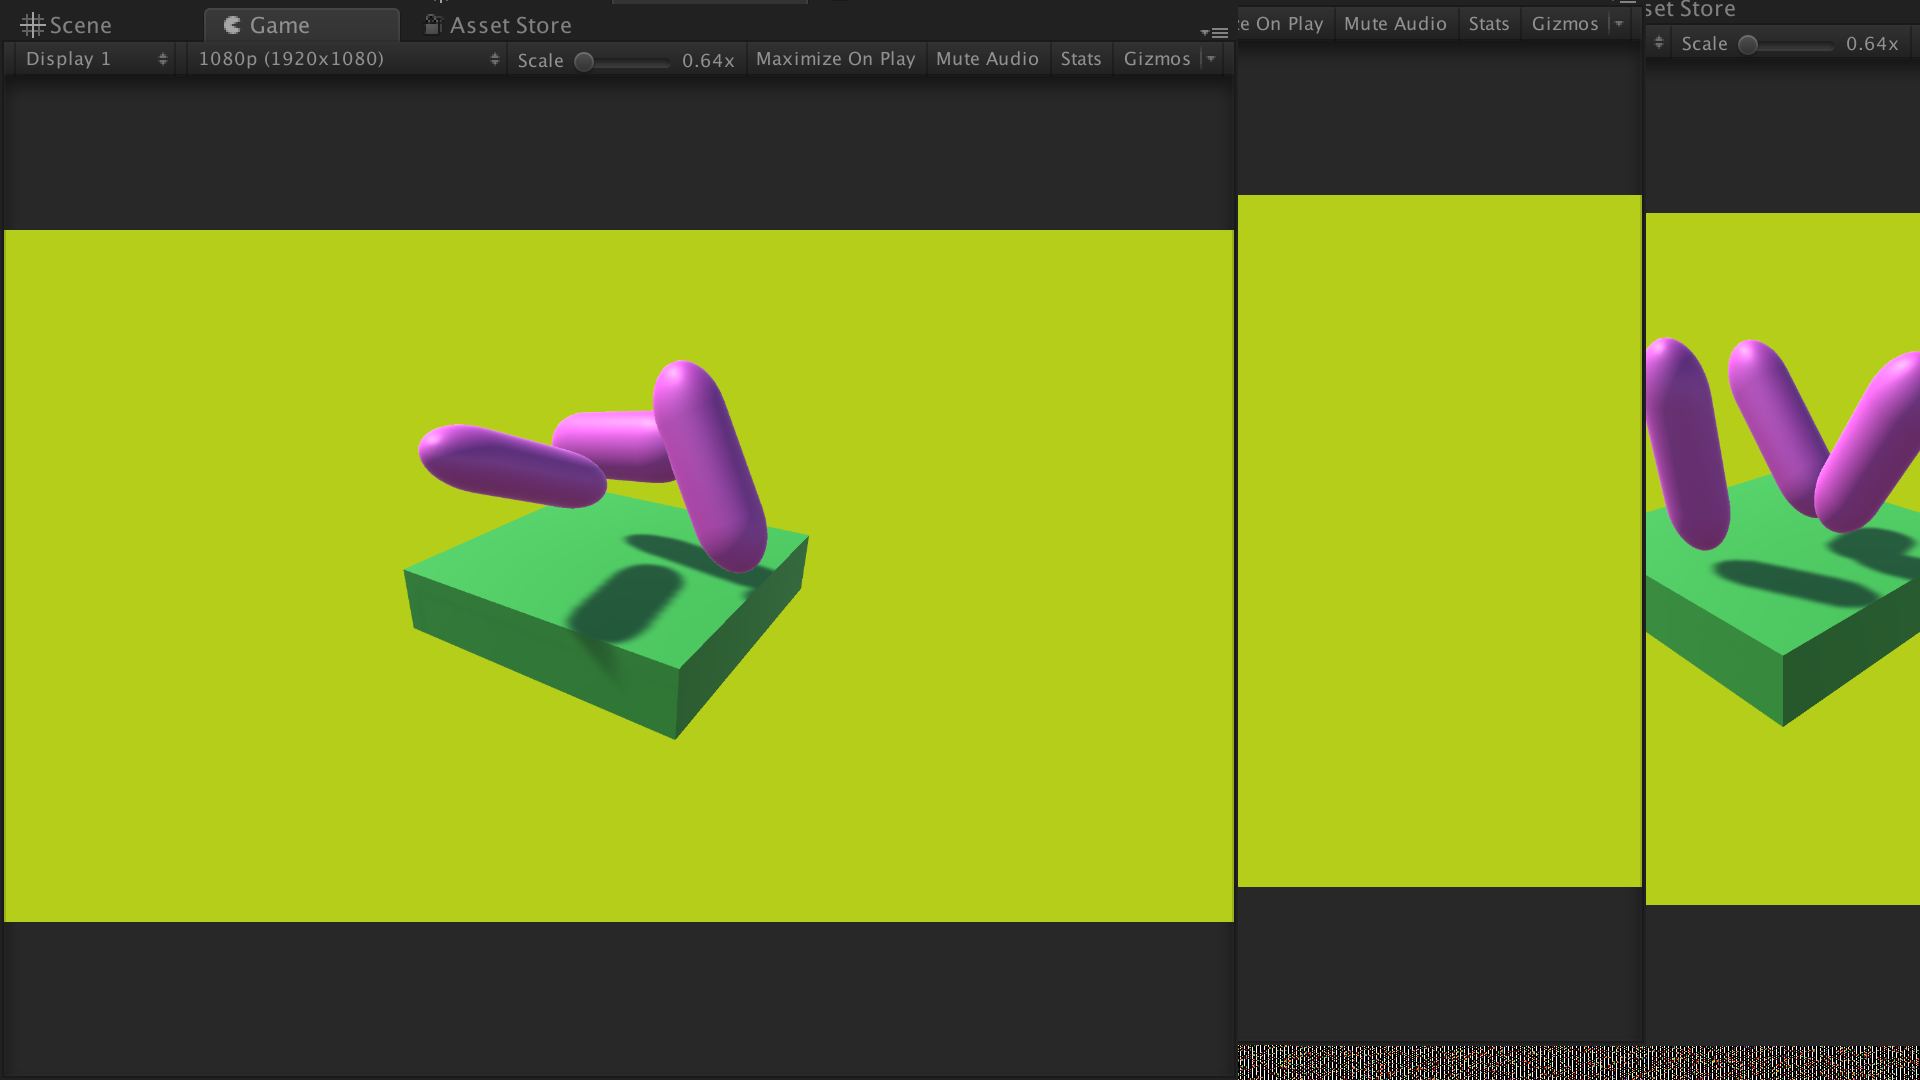 Scene Game Asset Store
Display 1 1080p (1920x1080) Scale 0.64x Maximize On Play Mute Audio Stats Gizmos
On Play Mute Audio Stats Gizmos
Store
Scale 0.64x